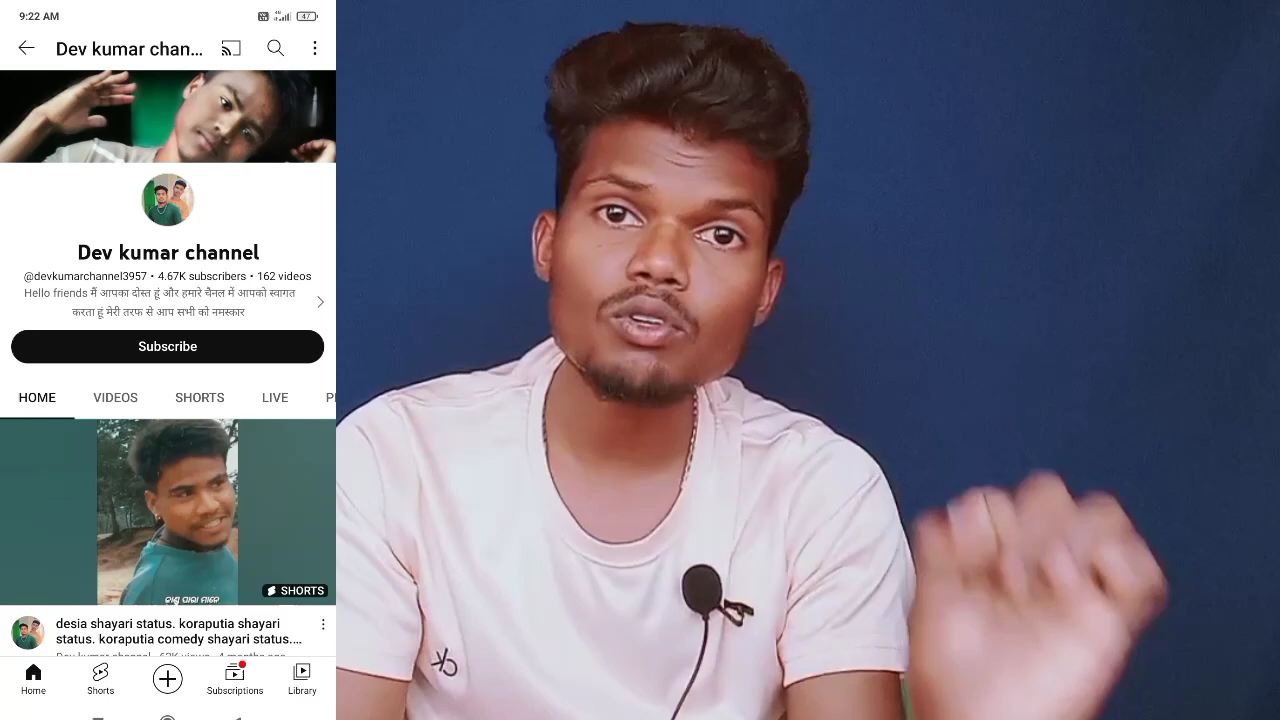 9:22 AM
47
Dev kumar chan...
Dev kumar channel
@devkumarchannel3957 • 4.67K subscribers • 162 videos
Hello friends मैं आपका दोस्त हूं और हमारे चैनल में आपको स्वागत
करता हूं मेरी तरफ से आप सभी को नमस्कार
Subscribe
HOME VIDEOS SHORTS LIVE
SHORTS
desia shayari status. koraputia shayari
status. koraputia comedy shayari status....
Home Shorts Subscriptions Library
ck